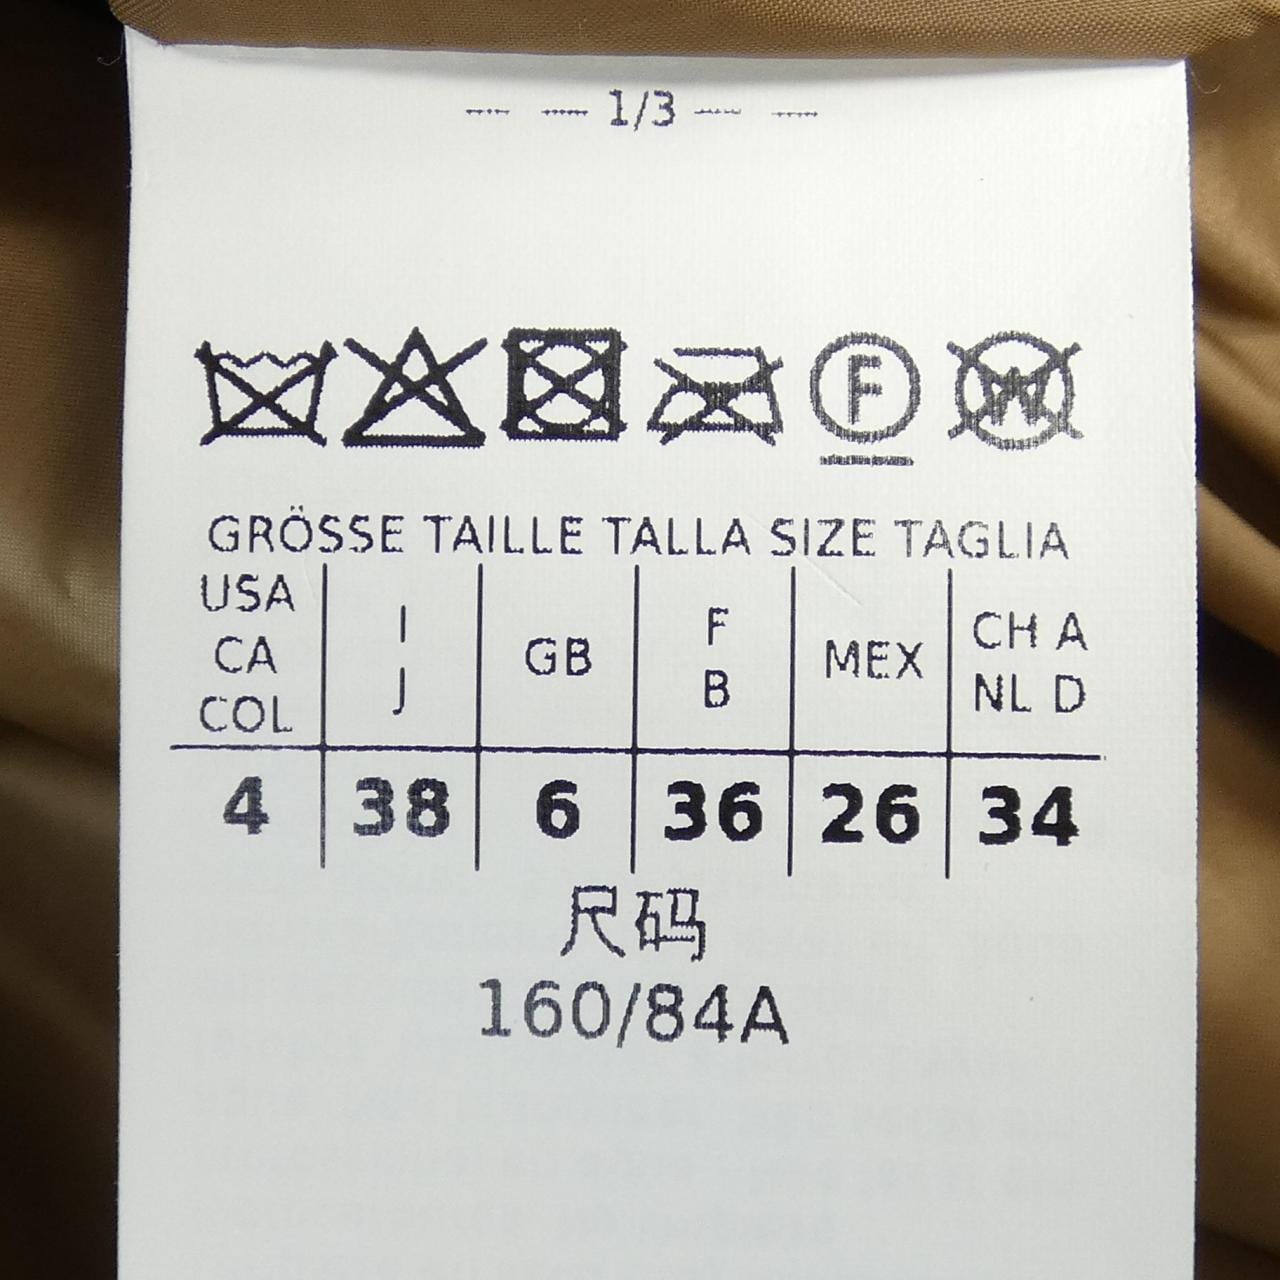 1/3
F W
GRÖSSE TAILLE TALLA SIZE TAGLIA
USA CA COL
I J
GB
F B
MEX
CH A NL D
4 38 6 36 26 34
尺码
160/84A